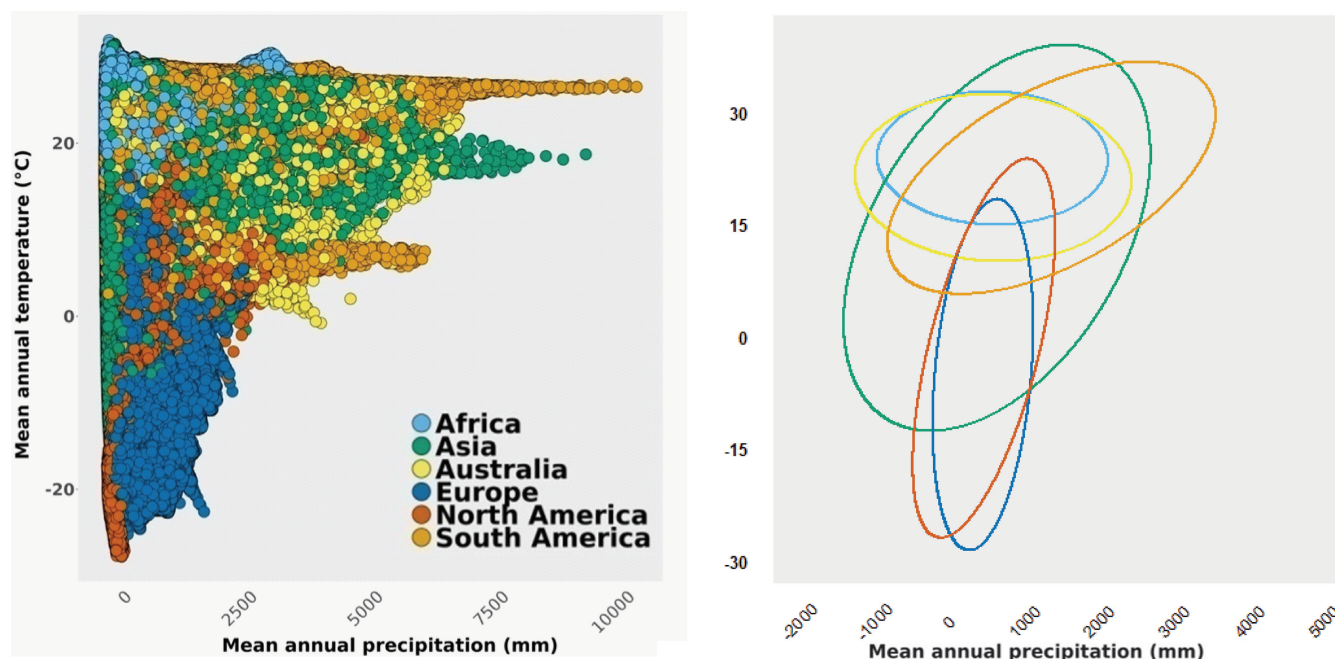 Mean annual temperature (°C)
20
0
-20
Africa
Asia
Australia
Europe
North America
South America
0
2500
5000
7500
10000
Mean annual precipitation (mm)
30
15
0
-15
-30
-2000
-1000
0
1000
2000
3000
4000
5000
Mean annual precipitation (mm)